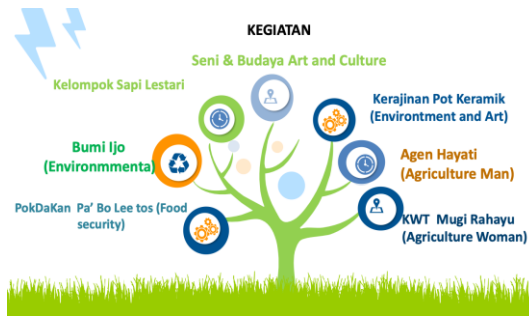 KEGIATAN
Seni & Budaya Art and Culture
Kelompok Sapi Lestari
Kerajinan Pot Keramik
(Environtment and Art)
Bumi Ijo
(Environmmenta)
Agen Hayati
(Agriculture Man)
PokDaKan Pa’ Bo Lee tos (Food
security)
KWT Mugi Rahayu
(Agriculture Woman)